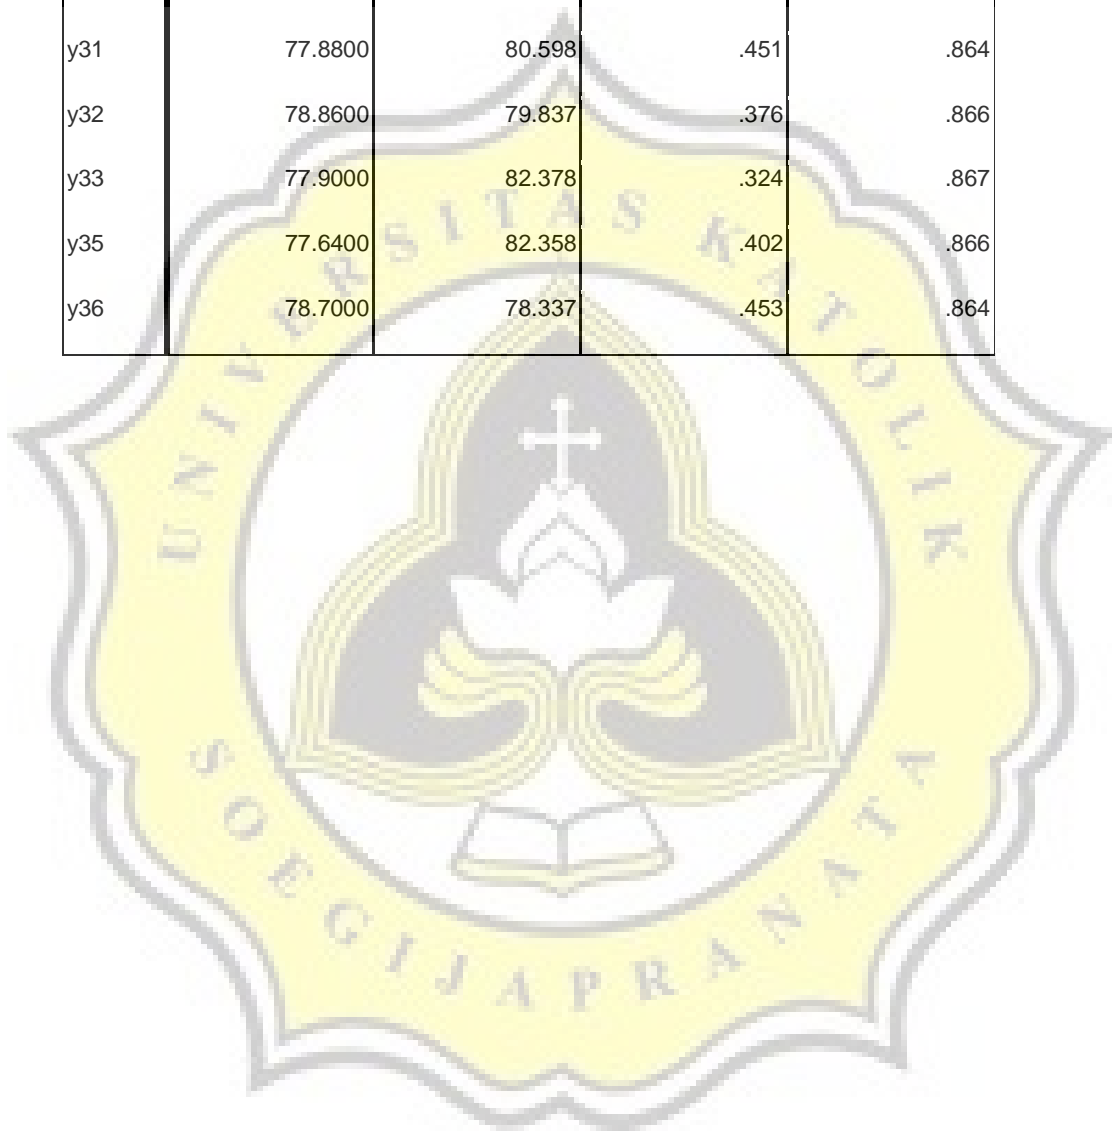 y31 77.8800 80.598 .451 .864
y32 78.8600 79.837 .376 .866
y33 77.9000 82.378 .324 .867
y35 77.6400 82.358 .402 .866
y36 78.7000 78.337 .453 .864
UNIVERSITAS KATOLIK
SOEGIJAPRANATA